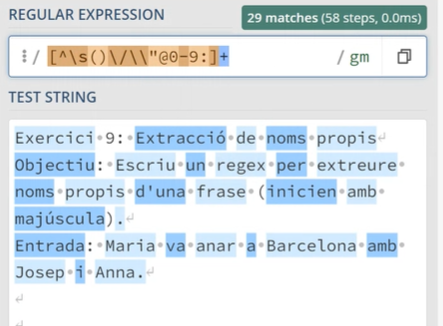 REGULAR EXPRESSION
29 matches (58 steps, 0.0ms)
/ [^\s()\/\\"@0-9:]+ / gm
TEST STRING
Exercici 9: Extracció de noms propis
Objectiu: Escriu un regex per extreure
noms propis d'una frase (inicien amb
majúscula).
Entrada: Maria va anar a Barcelona amb
Josep i Anna.